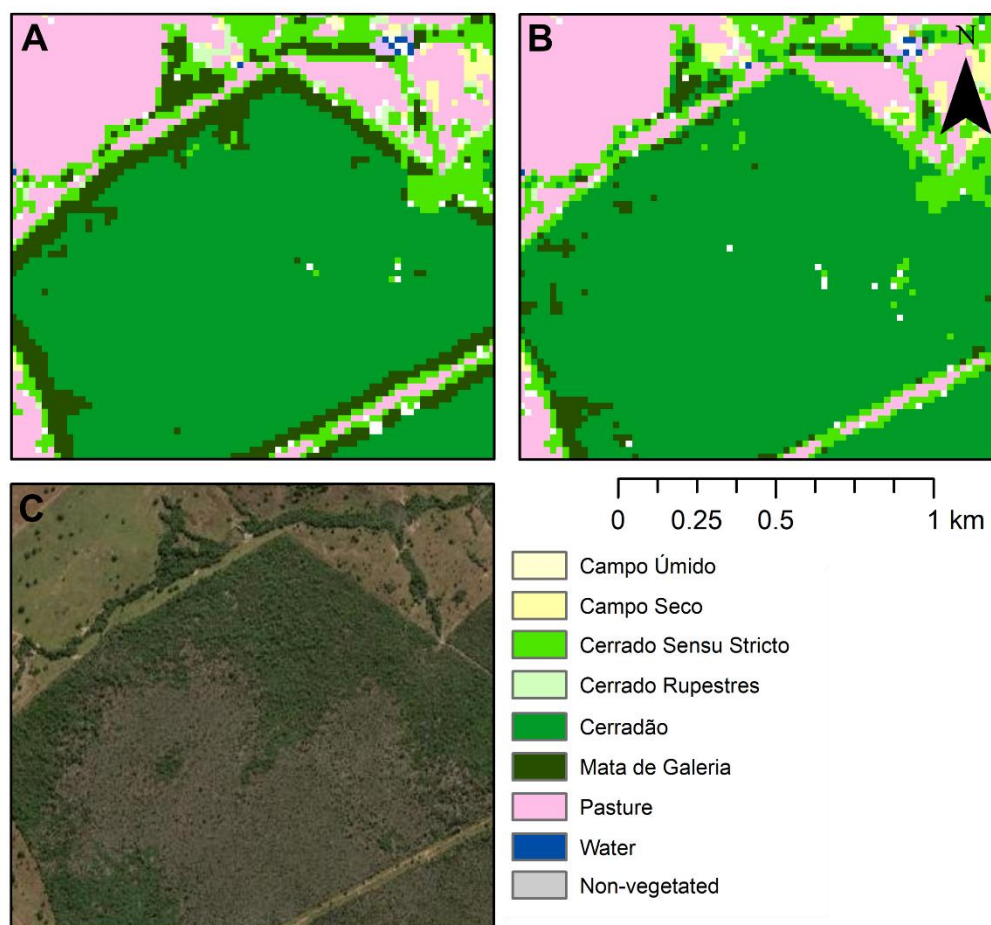 A
B
N
C
0 0.25 0.5 1 km
Campo Úmido
Campo Seco
Cerrado Sensu Stricto
Cerrado Rupestres
Cerradão
Mata de Galeria
Pasture
Water
Non-vegetated